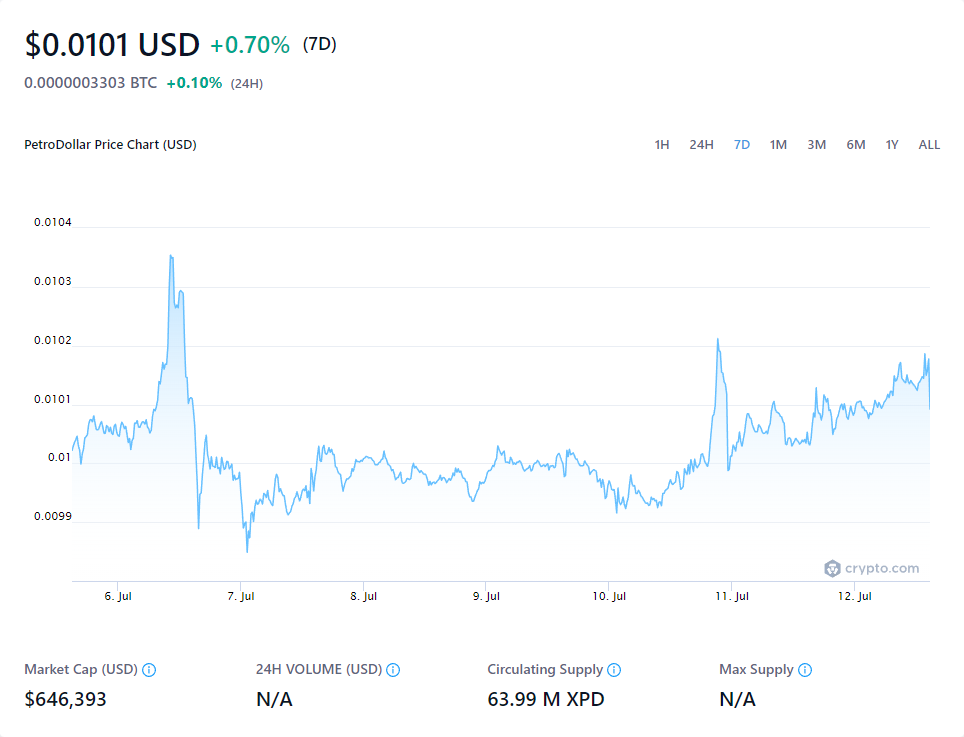 $0.0101 USD +0.70% (7D)
0.0000003303 BTC +0.10% (24H)
PetroDollar Price Chart (USD) 1H 24H 7D 1M 3M 6M 1Y ALL
0.0104
0.0103
0.0102
0.0101
0.01
0.0099
crypto.com
6. Jul 7. Jul 8. Jul 9. Jul 10. Jul 11. Jul 12. Jul
Market Cap (USD) 24H VOLUME (USD) Circulating Supply Max Supply
$646,393 N/A 63.99 M XPD N/A